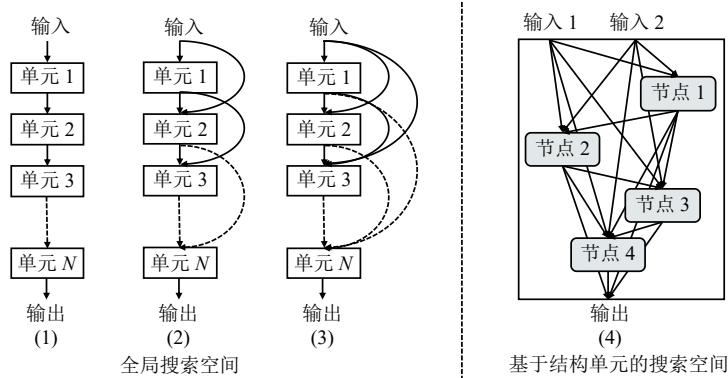 输入
单元 1
单元 2
单元 3
单元 N
输出
(1)
输入
单元 1
单元 2
单元 3
单元 N
输出
(2)
输入
单元 1
单元 2
单元 3
单元 N
输出
(3)
全局搜索空间
输入 1
输入 2
节点 1
节点 2
节点 3
节点 4
输出
(4)
基于结构单元的搜索空间